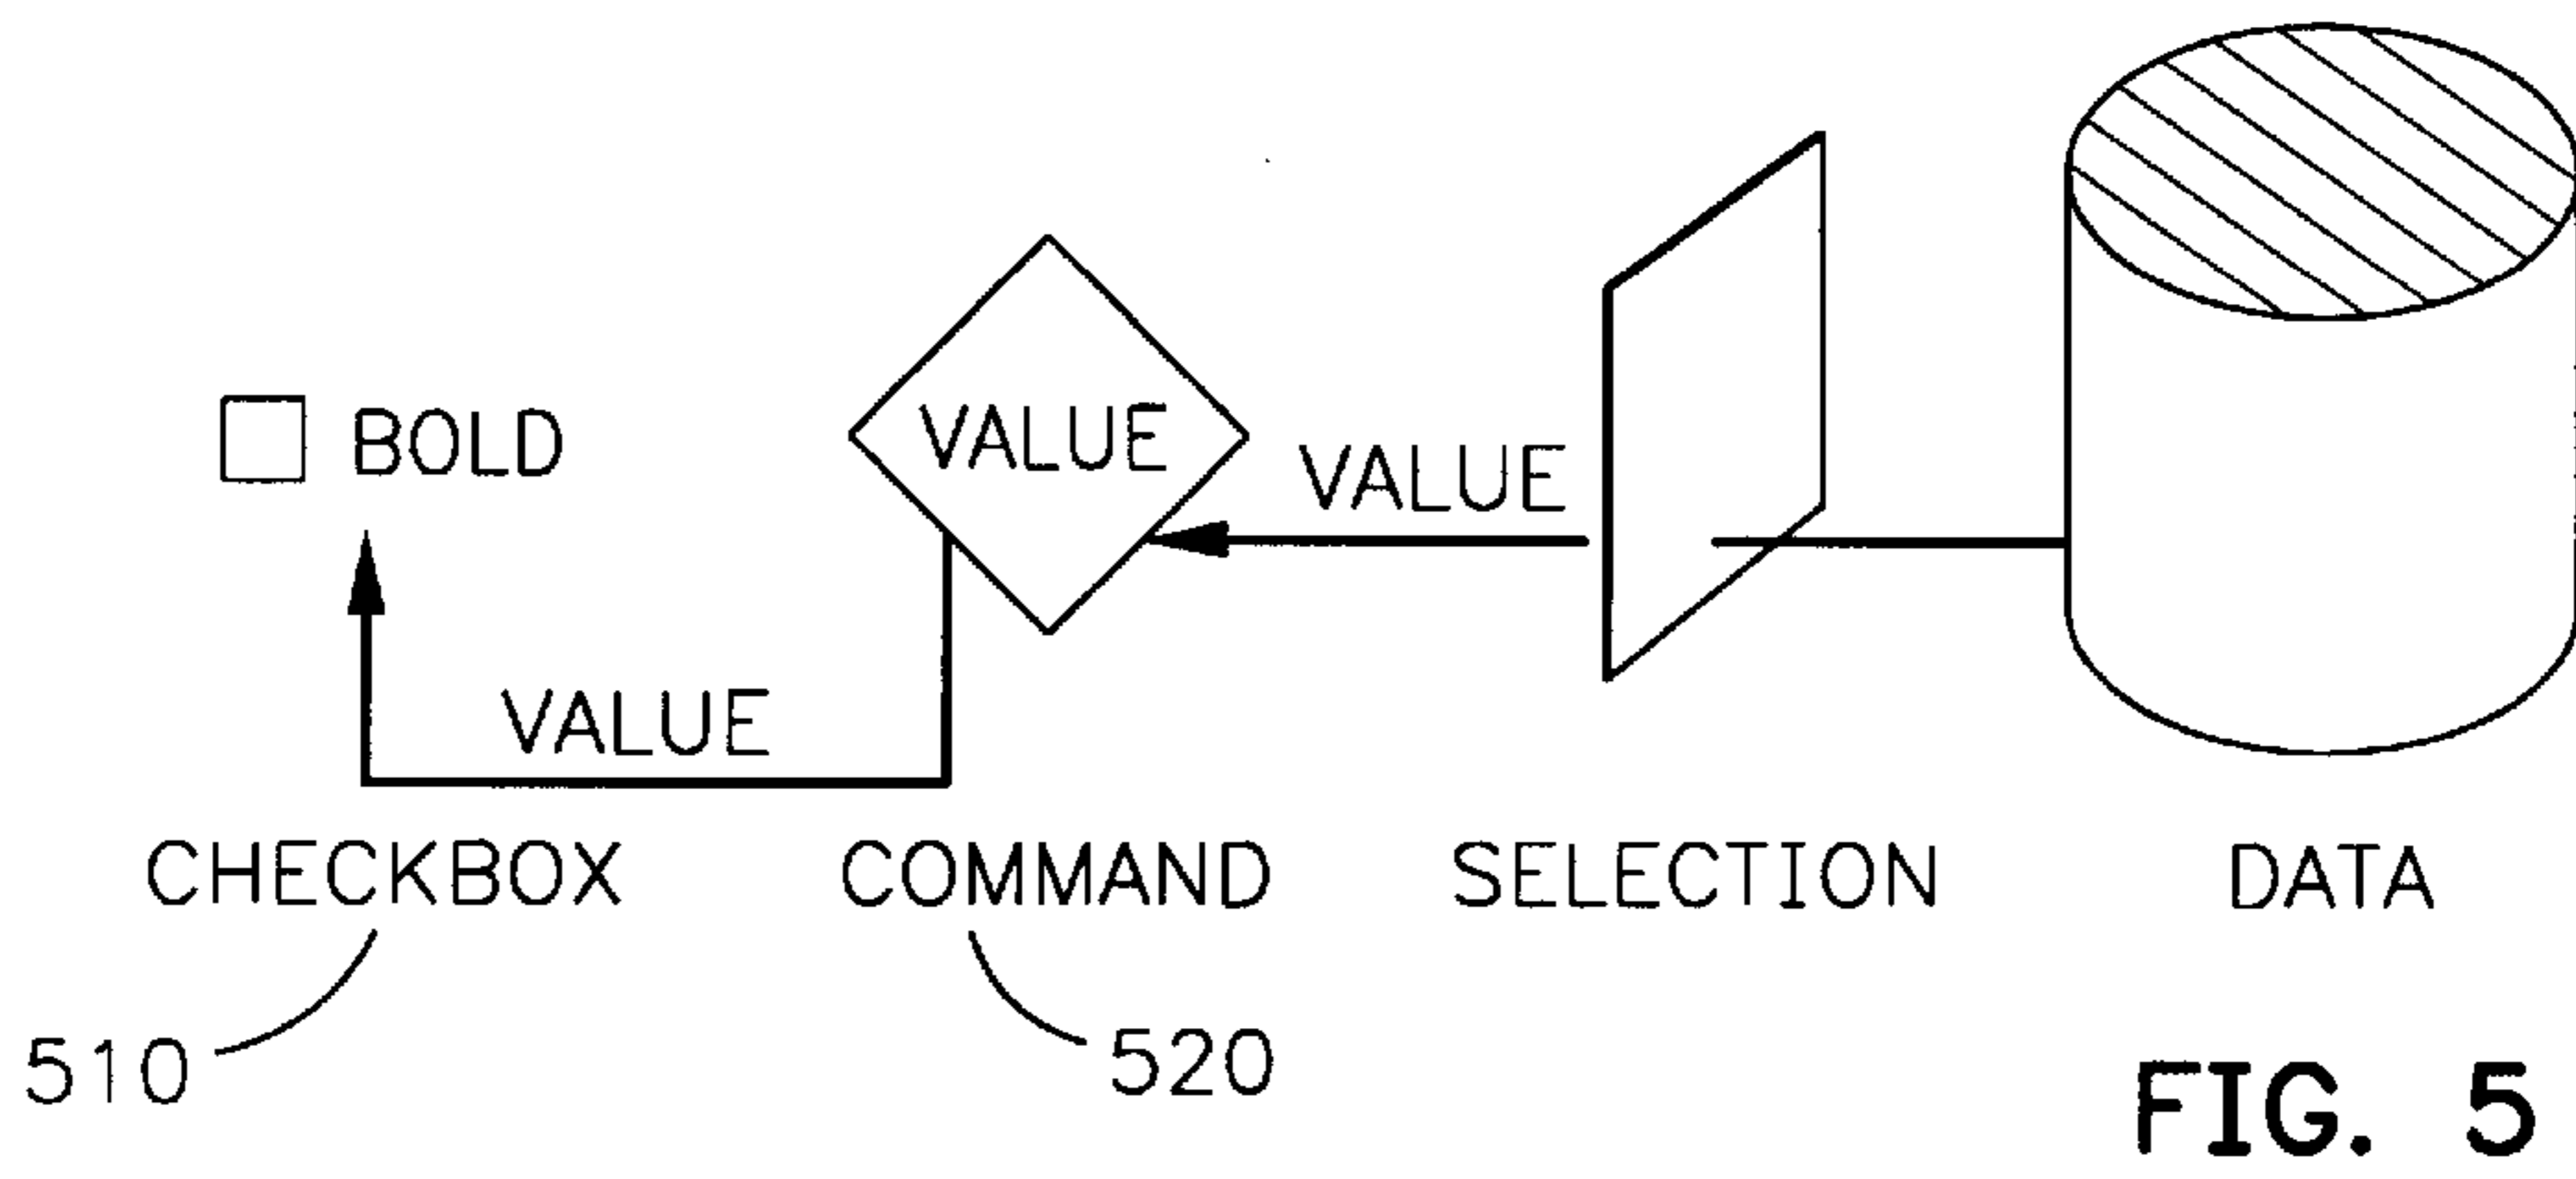 BOLD
VALUE
VALUE
VALUE
CHECKBOX
COMMAND
SELECTION
DATA
510
520
FIG. 5